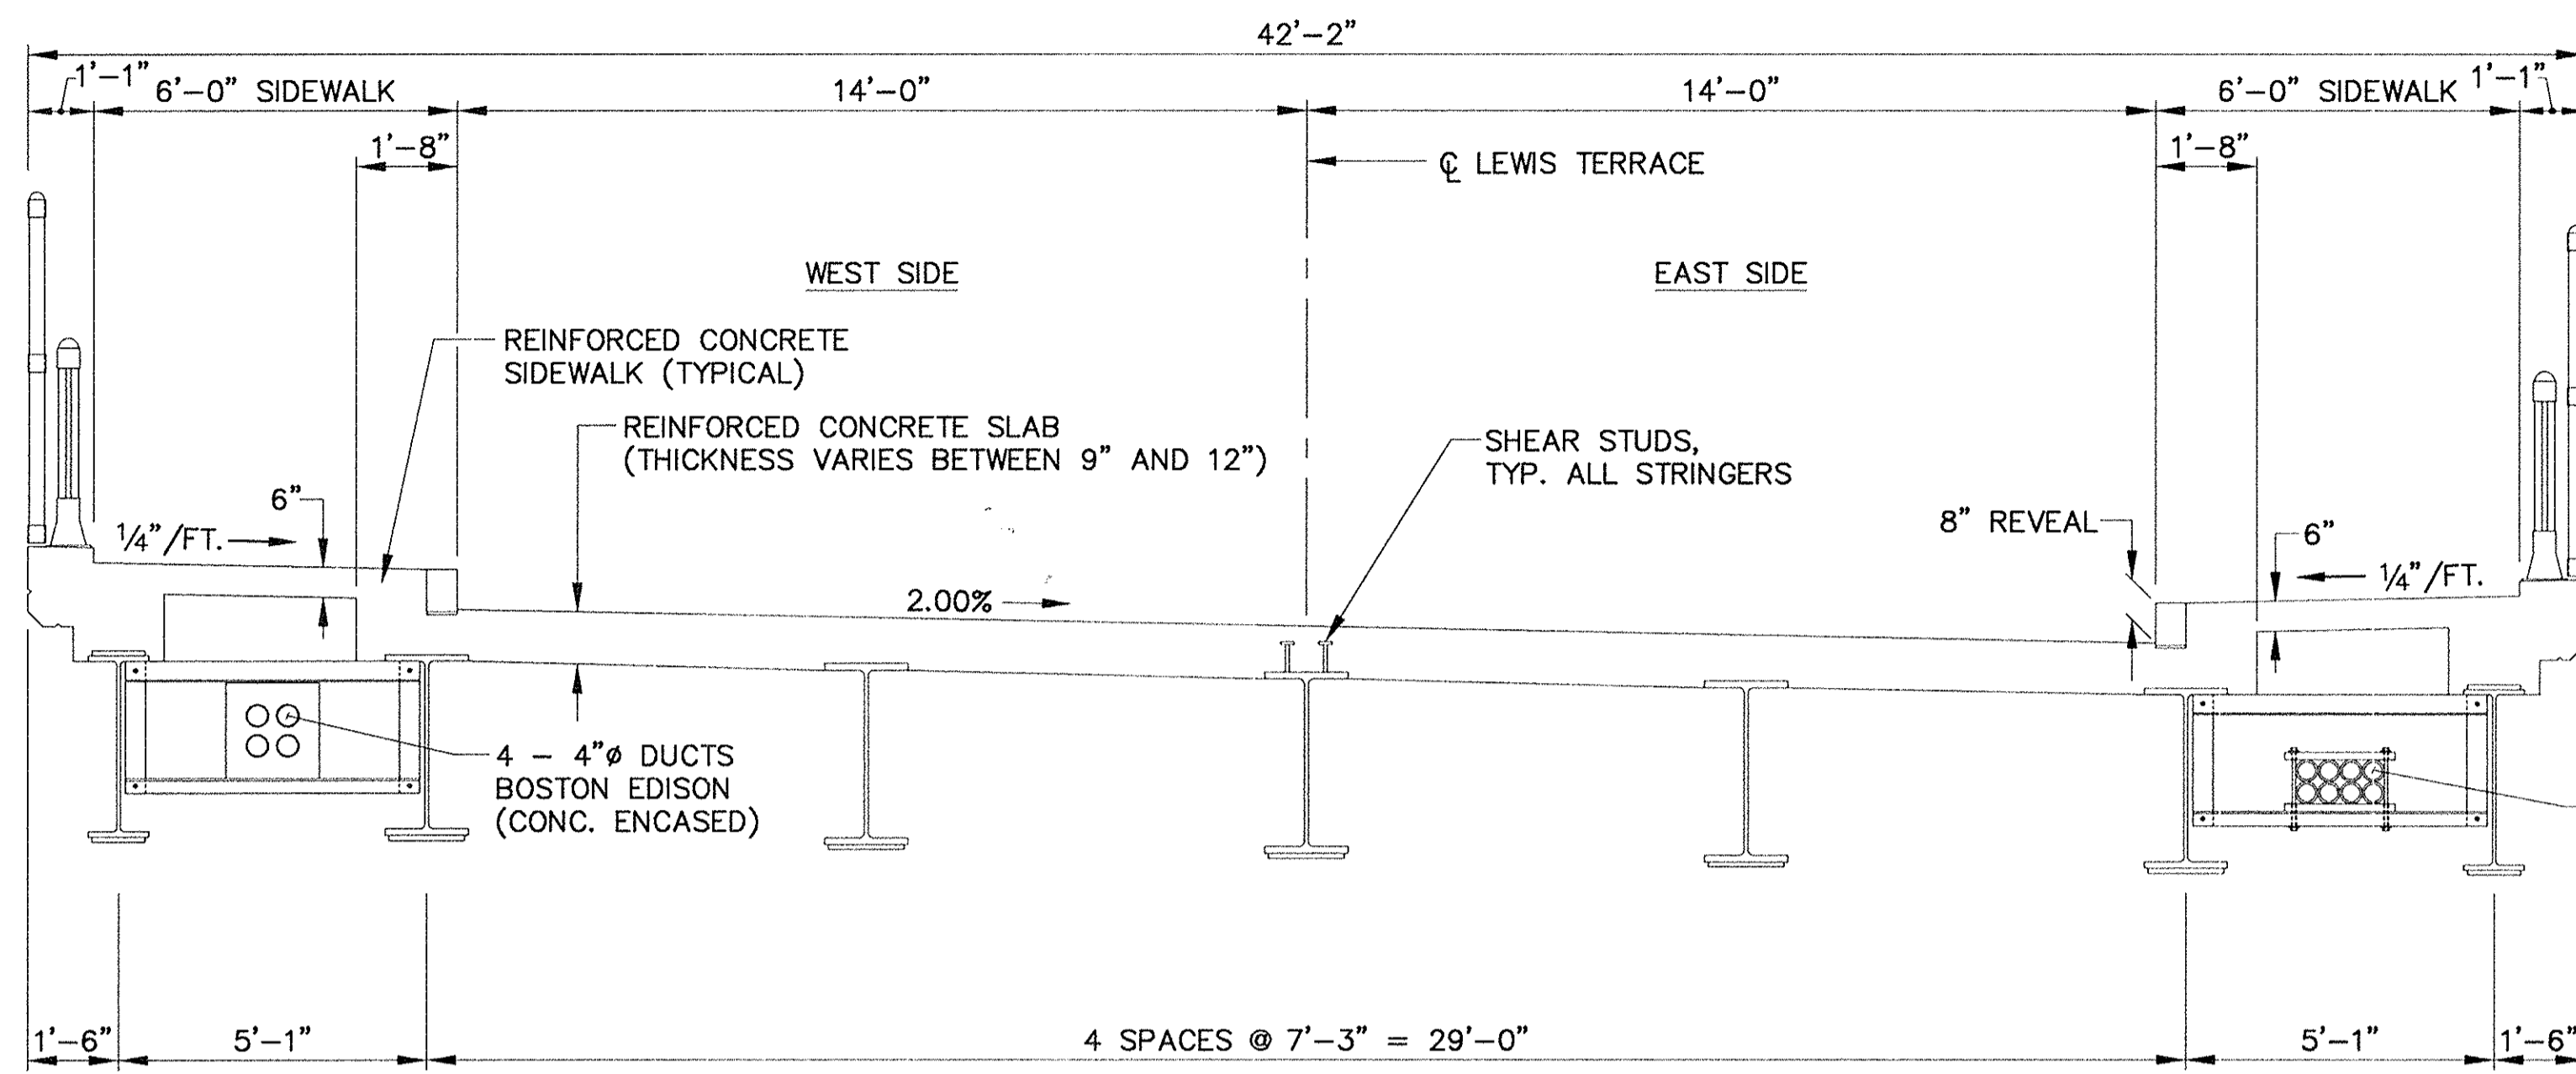 42'-2"
1'-1"
6'-0" SIDEWALK
14'-0"
14'-0"
6'-0" SIDEWALK
1'-1"
1'-8"
℄ LEWIS TERRACE
1'-8"
WEST SIDE
EAST SIDE
REINFORCED CONCRETE
SIDEWALK (TYPICAL)
REINFORCED CONCRETE SLAB
(THICKNESS VARIES BETWEEN 9" AND 12")
SHEAR STUDS,
TYP. ALL STRINGERS
6"
1/4"/FT.
8" REVEAL
6"
1/4"/FT.
2.00%
4 - 4"ø DUCTS
BOSTON EDISON
(CONC. ENCASED)
1'-6"
5'-1"
4 SPACES @ 7'-3" = 29'-0"
5'-1"
1'-6"